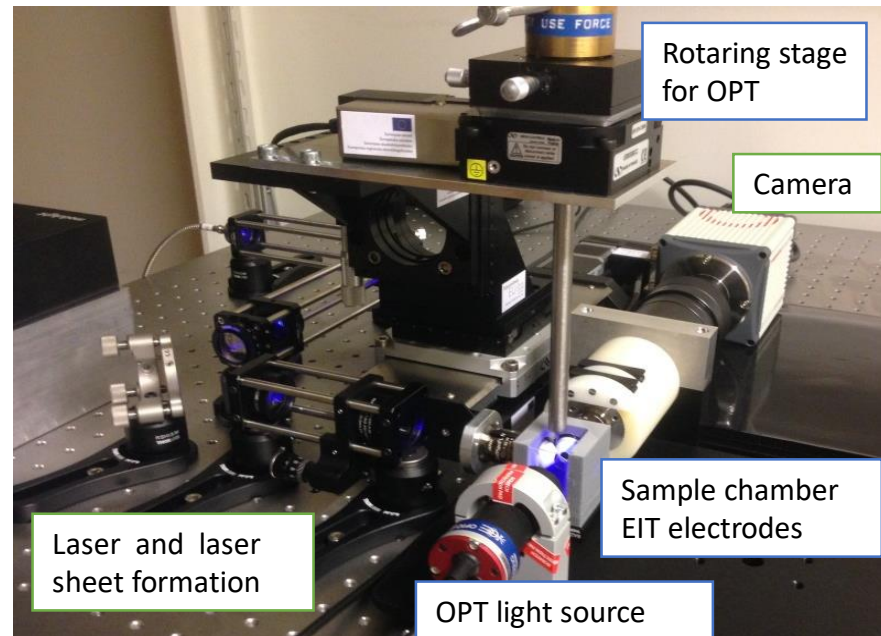 USE FORCE
Rotaring stage
for OPT
Camera
Sample chamber
EIT electrodes
Laser and laser
sheet formation
OPT light source